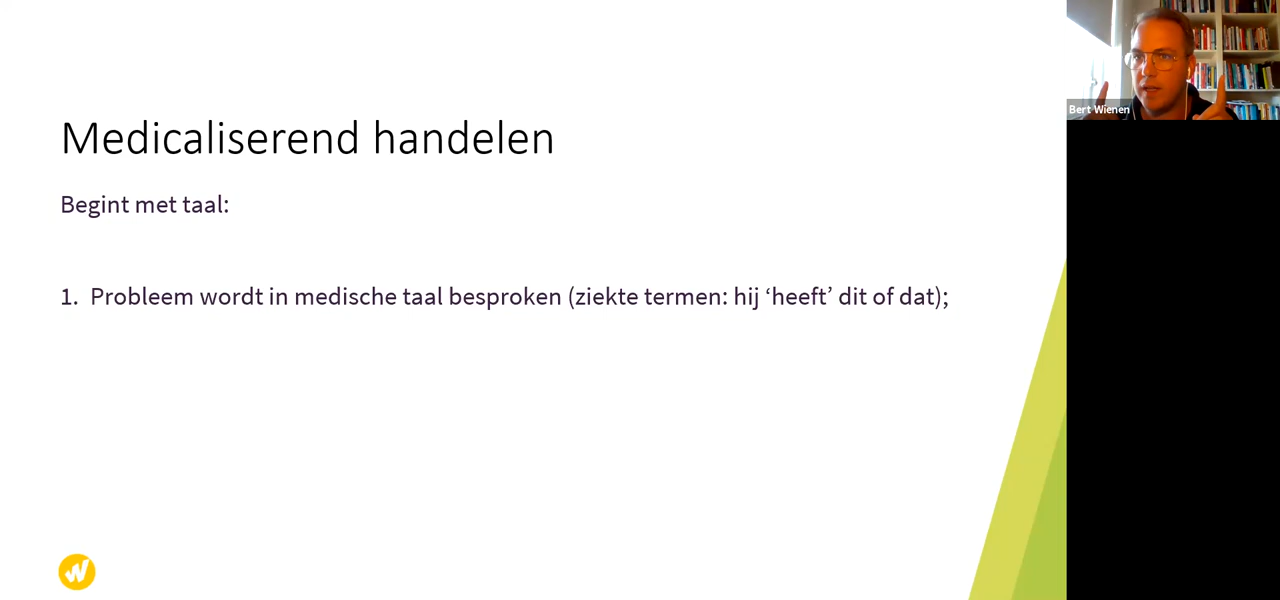 Medicaliserend handelen
Begint met taal:
1. Probleem wordt in medische taal besproken (ziekte termen: hij ‘heeft’ dit of dat);
Bert Wienen
W